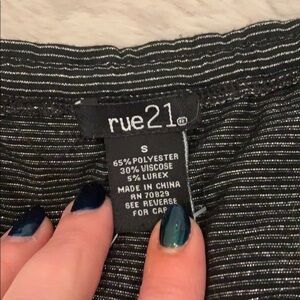 rue21®
S
65% POLYESTER
30% VISCOSE
5% LUREX
MADE IN CHINA
RN 70829
SEE REVERSE
FOR CARE